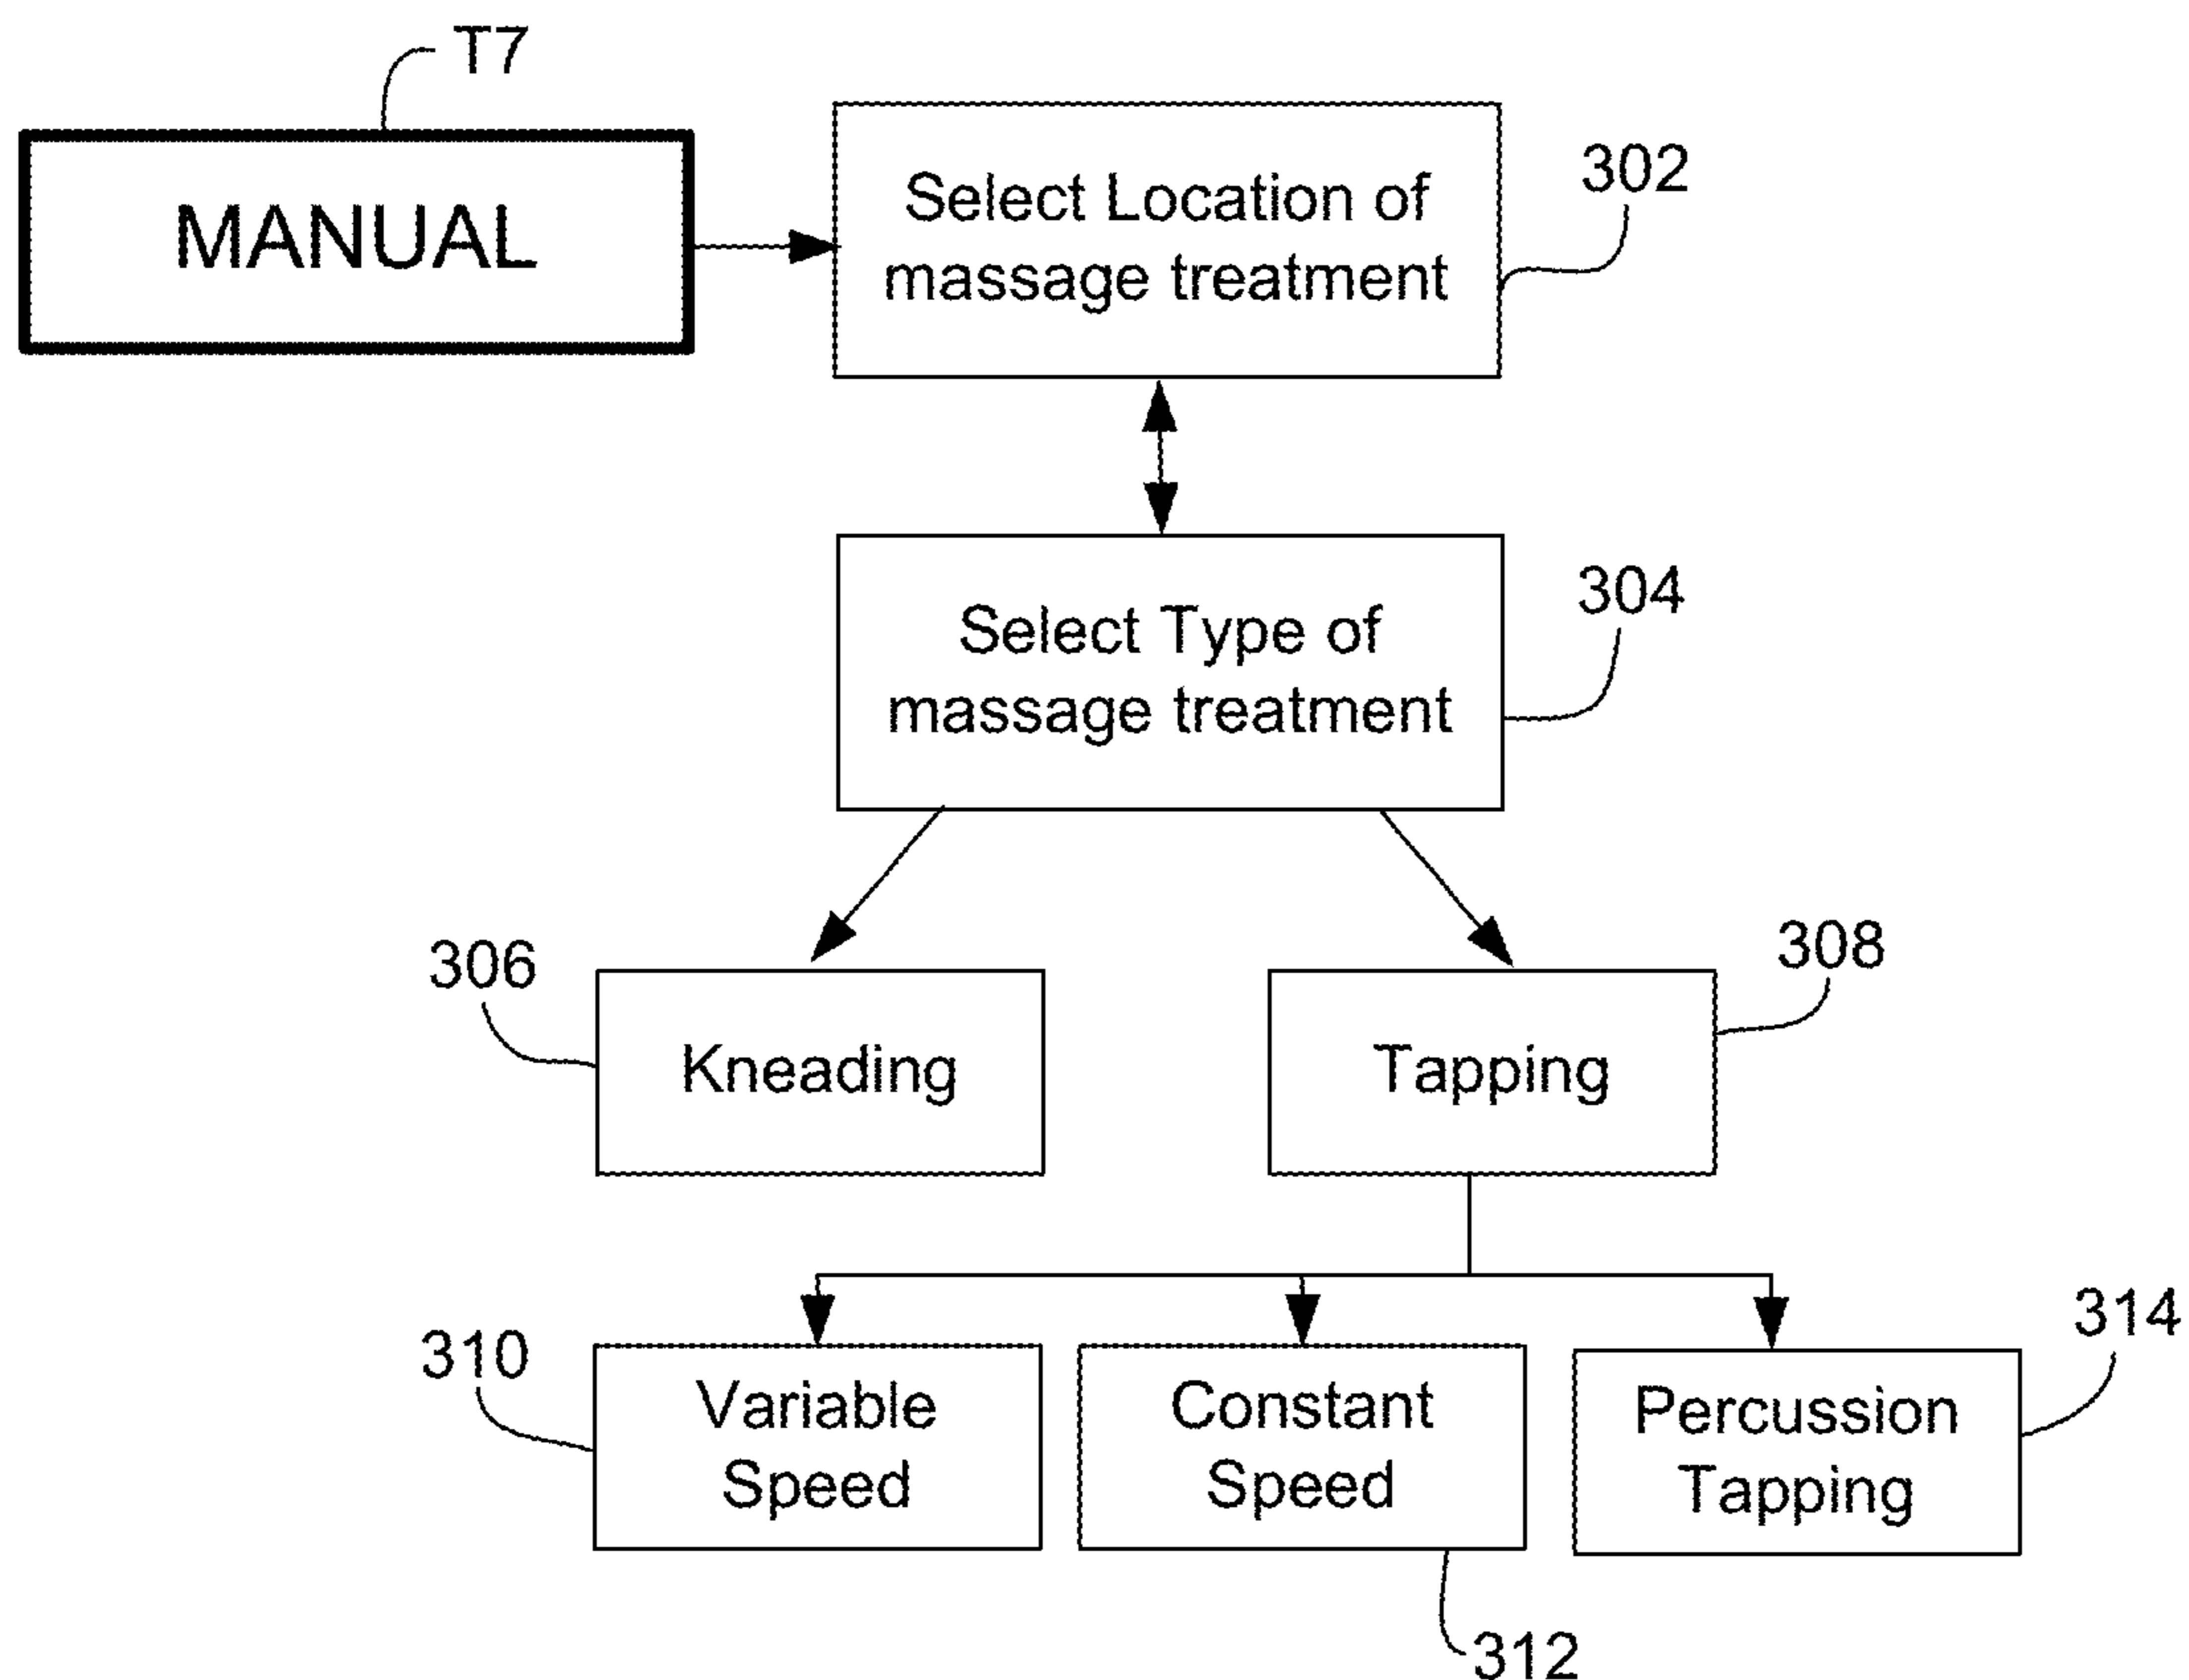 T7
MANUAL
Select Location of
massage treatment
302
Select Type of
massage treatment
304
306
Kneading
308
Tapping
310
Variable
Speed
Constant
Speed
312
314
Percussion
Tapping